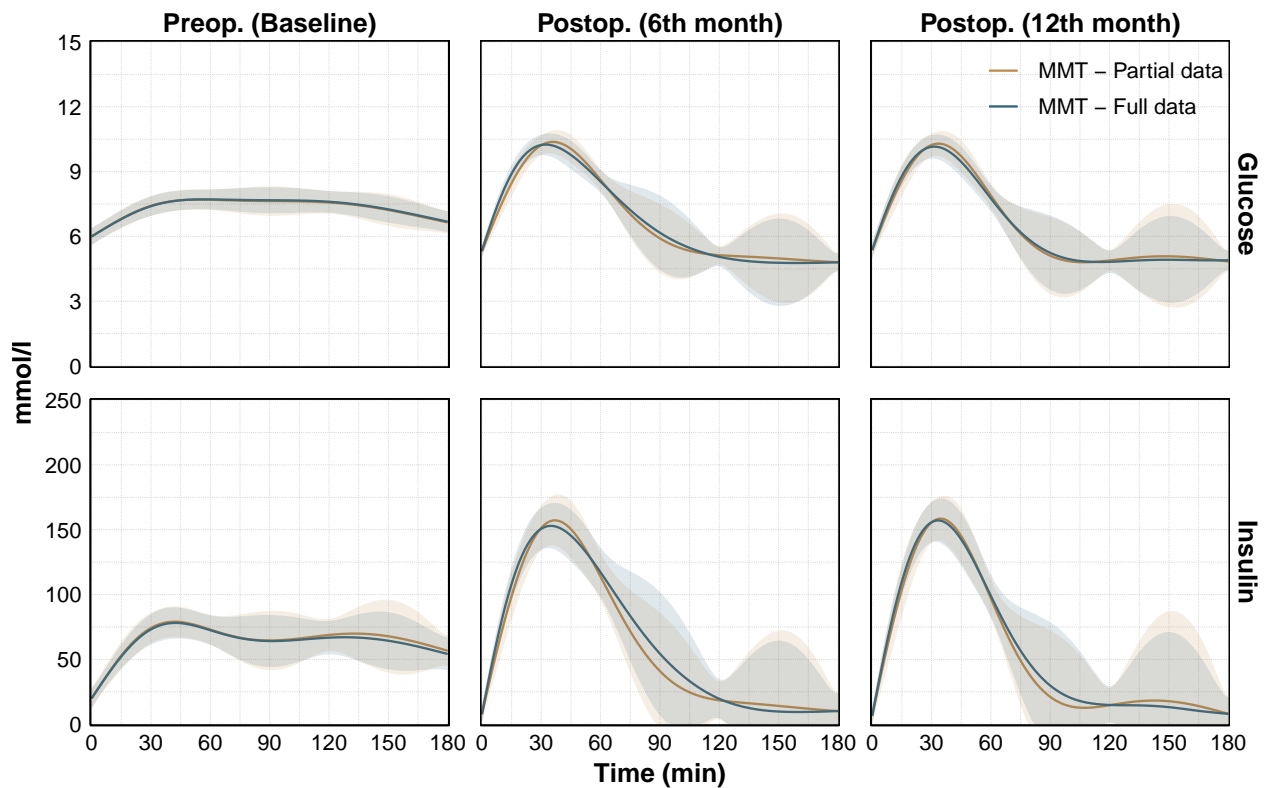 Preop. (Baseline) Postop. (6th month) Postop. (12th month)
15
12
9
6
3
0
MMT – Partial data
MMT – Full data
Glucose
mmol/l
250
200
150
100
50
0
Insulin
0 30 60 90 120 150 180 0 30 60 90 120 150 180 0 30 60 90 120 150 180
Time (min)